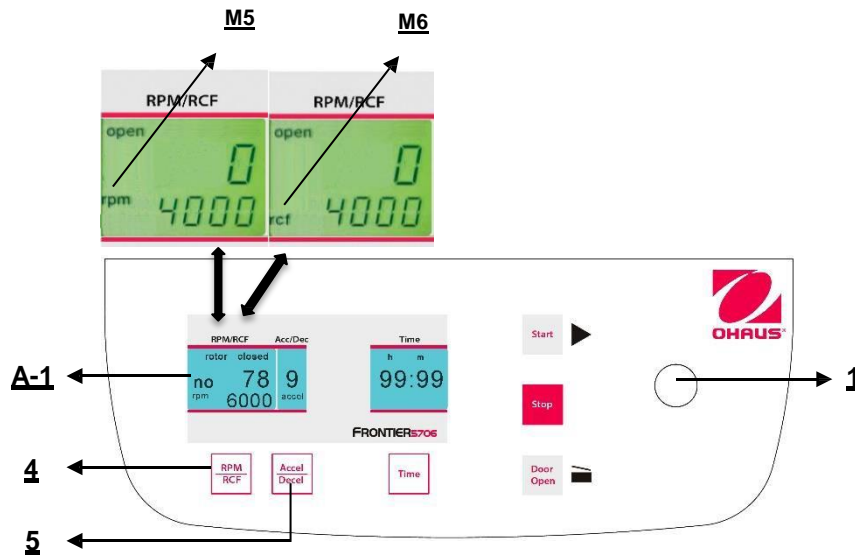 M5
M6
RPM/RCF
open
0
rpm
4000
RPM/RCF
open
0
rcf
4000
OHAUS®
RPM/RCF
Acc/Dec
Time
rotor closed
no 78 9
rpm 6000 accel
h m
99:99
FRONTIER5706
Start
Stop
Door
Open
RPM
RCF
Accel
Decel
Time
A-1
1
4
5